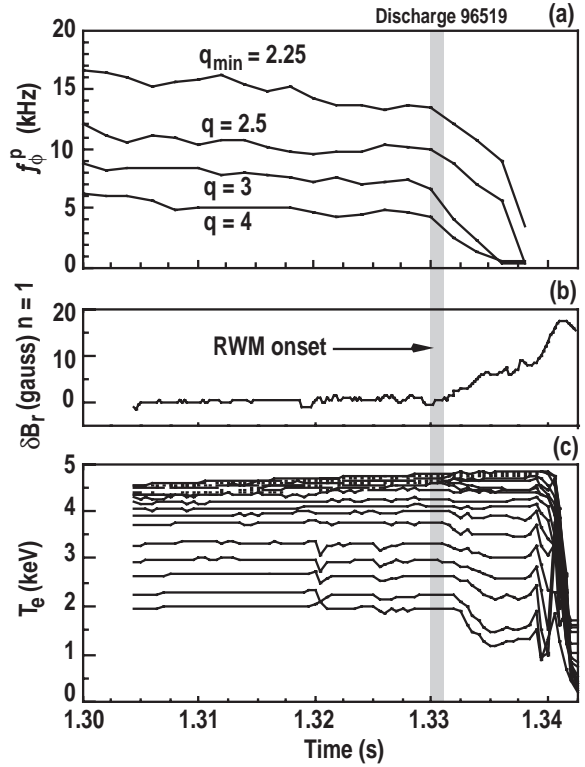 Discharge 96519
(a)
20
15
10
5
0
f_ϕ^p (kHz)
q_min = 2.25
q = 2.5
q = 3
q = 4
(b)
20
10
0
δB_r (gauss) n = 1
RWM onset
(c)
5
4
3
2
1
0
T_e (keV)
1.30 1.31 1.32 1.33 1.34
Time (s)